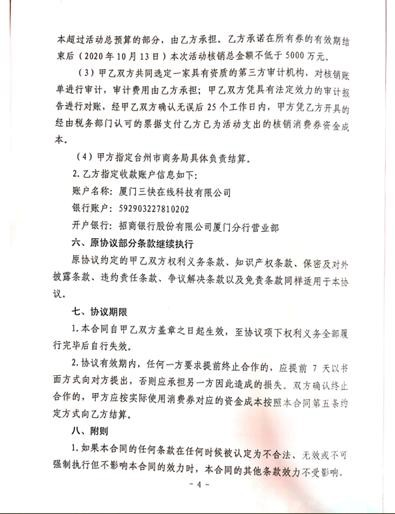 本超过活动总预算的部分，由乙方承担。乙方承诺在所有券的有效期结
束后（2020年10月13日）本次活动核销总金额不低于5000万元。
（3）甲乙双方共同选定一家具有资质的第三方审计机构，对核销账
单进行审计，审计费用由乙方承担；甲乙双方凭具有法定效力的审计报
告进行对账，经甲乙双方确认无误后25个工作日内，甲方凭乙方开具的
经由税务部门认可的票据支付乙方已为活动支出的核销消费券资金成
本。
（4）甲方指定台州市商务局具体负责结算。
2.乙方指定收款账户信息如下：
账户名称：厦门三快在线科技有限公司
银行账户：592903227810202
开户银行：招商银行股份有限公司厦门分行营业部
六、原协议部分条款继续执行
原协议约定的甲乙双方权利义务条款、知识产权条款、保密及对外
披露条款、违约责任条款、争议解决条款以及免责条款同样适用于本协
议。
七、协议期限
1.本合同自甲乙双方盖章之日起生效，至协议项下权利义务全部履
行完毕后自行失效。
2.协议有效期内，任何一方要求提前终止合作的，应提前 7 天以书
面方式向对方提出，否则应承担另一方因此造成的损失。双方确认终止
合作的，甲方应按实际使用消费券对应的资金成本按照本合同第五条约
定方式向乙方结算。
八、附则
1.如果本合同的任何条款在任何时候被认定为不合法、无效或不可
强制执行但不影响本合同的效力时，本合同的其他条款效力不受影响。
- 4 -